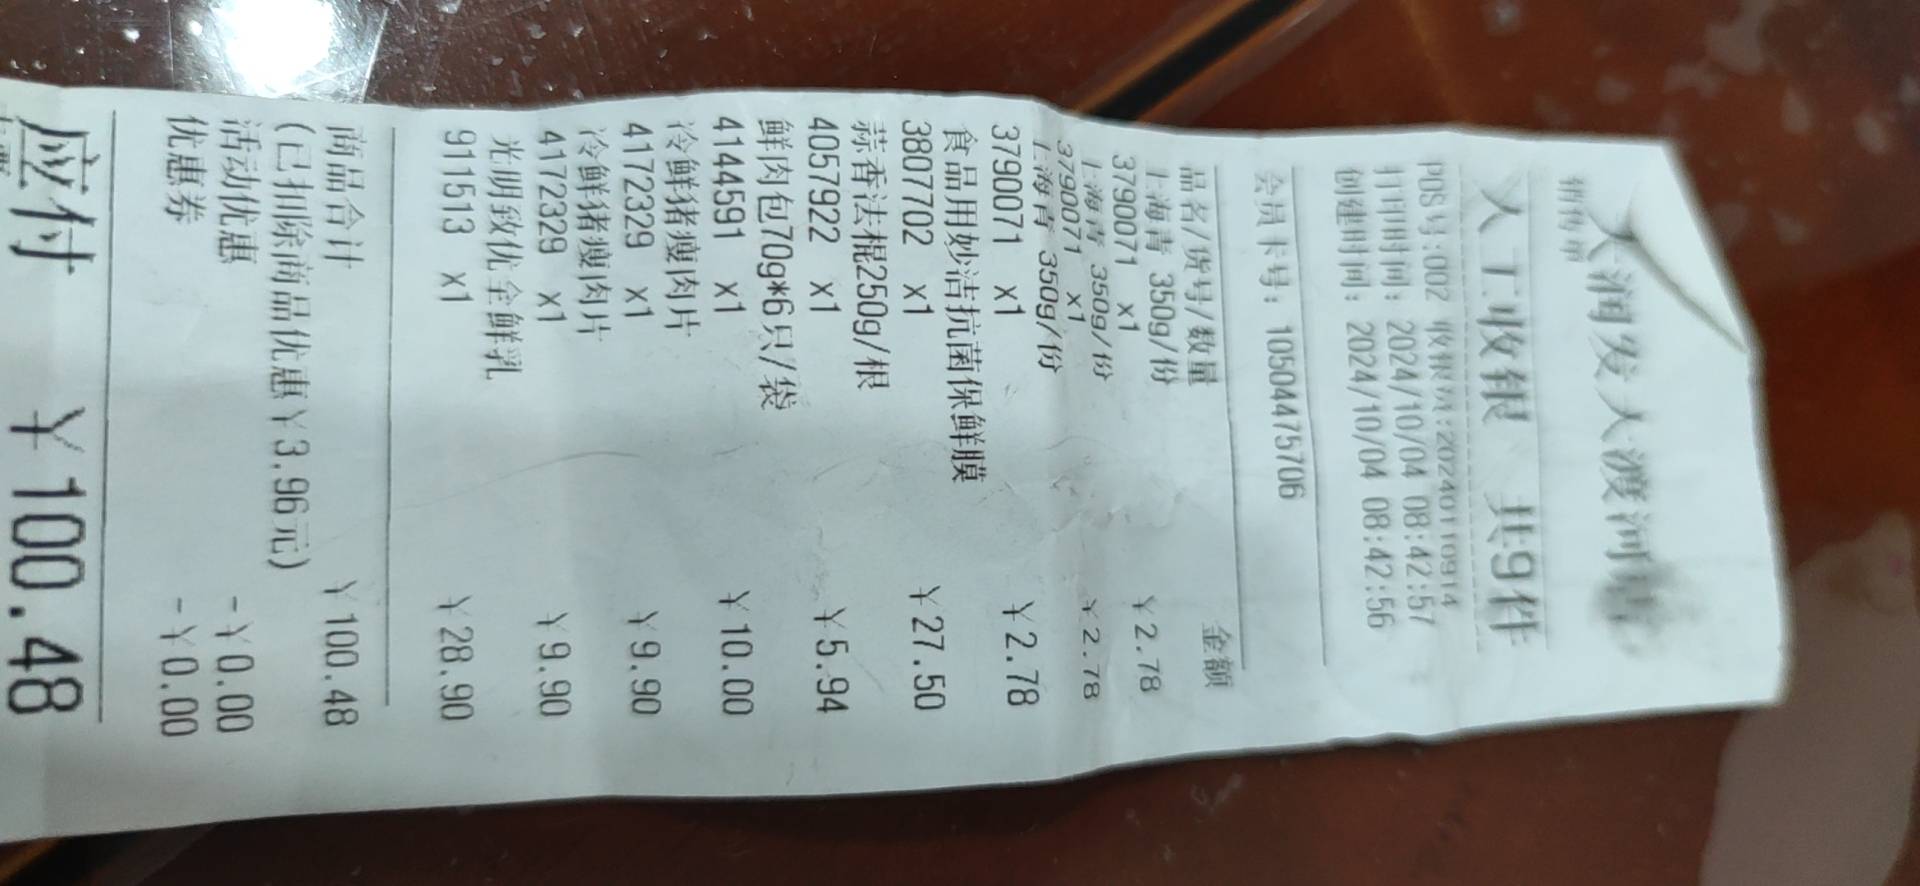 大润发大渡河店
销售单
人工收银 共9件
POS号:002 收银机:20240110914
打印时间: 2024/10/04 08:42:57
创建时间: 2024/10/04 08:42:56
会员卡号: 1050447570​6
品名/货号/数量 金额
上海青 350g/份
3790071 x1 ¥2.78
上海青 350g/份
3790071 x1 ¥2.78
上海青 350g/份
3790071 x1 ¥2.78
食品用妙洁抗菌保鲜膜
3807702 x1 ¥27.50
蒜香法棍250g/根
4057922 x1 ¥5.94
鲜肉包70g*6只/袋
4144591 x1 ¥10.00
冷鲜猪瘦肉片
4172329 x1 ¥9.90
冷鲜猪瘦肉片
4172329 x1 ¥9.90
光明致优全鲜乳
911513 x1 ¥28.90
商品合计 ¥100.48
(已扣除商品优惠¥3.96元)
活动优惠 -¥0.00
优惠券 -¥0.00
应付 ¥100.48